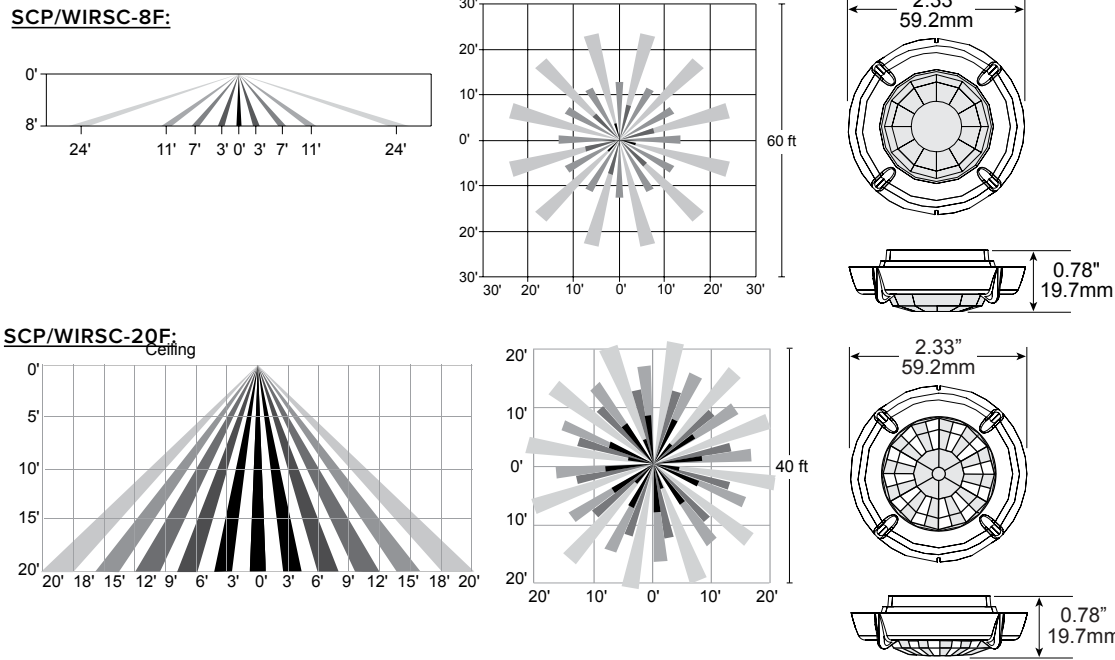 SCP/WIRSC-8F:
0'
8'
24' 11' 7' 3' 0' 3' 7' 11' 24'
30'
20'
10'
0'
10'
20'
30'
30' 20' 10' 0' 10' 20' 30'
60 ft
2.33
59.2mm
0.78"
19.7mm
SCP/WIRSC-20F:
Ceiling
0'
5'
10'
15'
20'
20' 18' 15' 12' 9' 6' 3' 0' 3' 6' 9' 12' 15' 18' 20'
20'
10'
0'
10'
20'
20' 10' 0' 10' 20'
40 ft
2.33”
59.2mm
0.78”
19.7mm